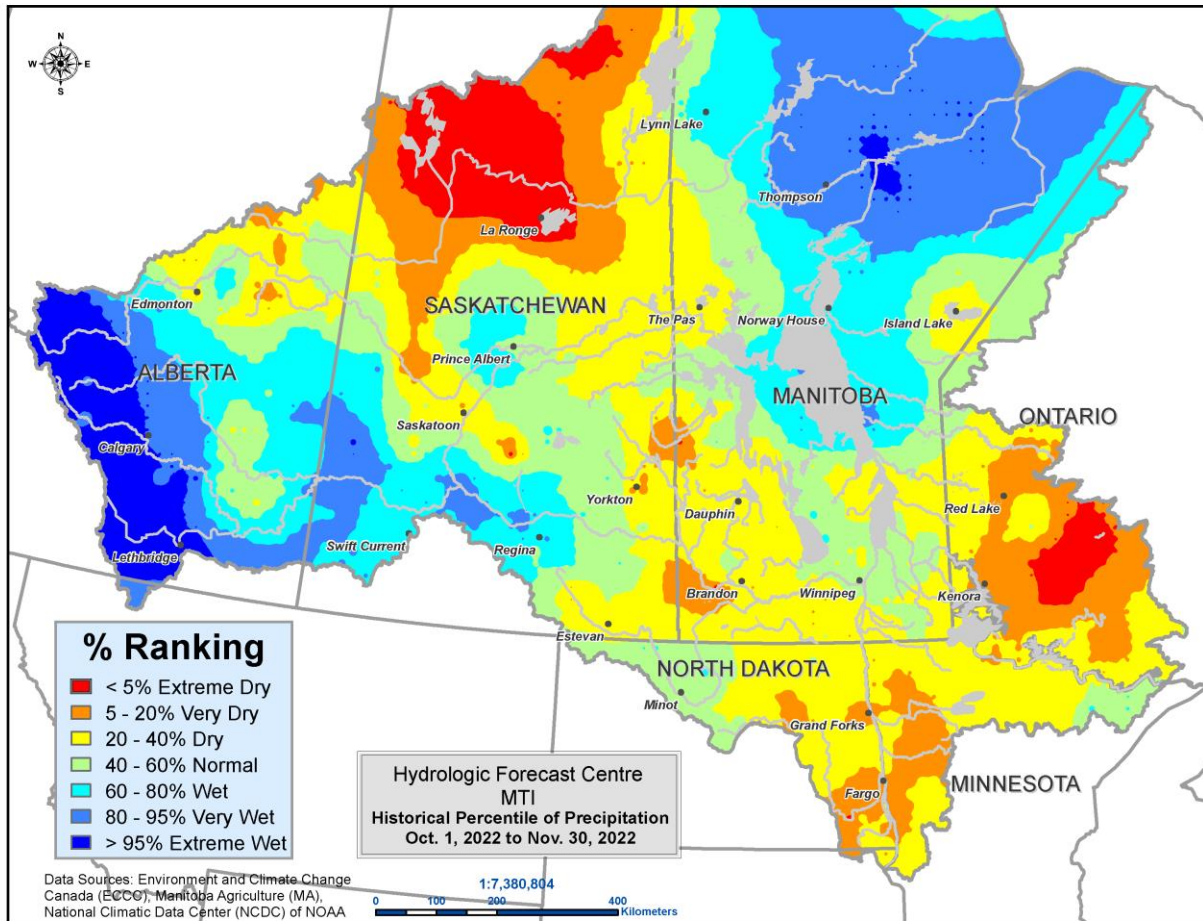 N
W E
S
Lynn Lake
Thompson
La Ronge
Edmonton
SASKATCHEWAN
The Pas
Norway House
Island Lake
Prince Albert
ALBERTA
MANITOBA
ONTARIO
Saskatoon
Calgary
Yorkton
Dauphin
Red Lake
Swift Current
Regina
Lethbridge
Brandon
Winnipeg
Kenora
Estevan
NORTH DAKOTA
Minot
Grand Forks
Fargo
MINNESOTA
% Ranking
< 5% Extreme Dry
5 - 20% Very Dry
20 - 40% Dry
40 - 60% Normal
60 - 80% Wet
80 - 95% Very Wet
> 95% Extreme Wet
Hydrologic Forecast Centre
MTI
Historical Percentile of Precipitation
Oct. 1, 2022 to Nov. 30, 2022
Data Sources: Environment and Climate Change
Canada (ECCC), Manitoba Agriculture (MA),
National Climatic Data Center (NCDC) of NOAA
1:7,380,804
0 100 200 400
Kilometers